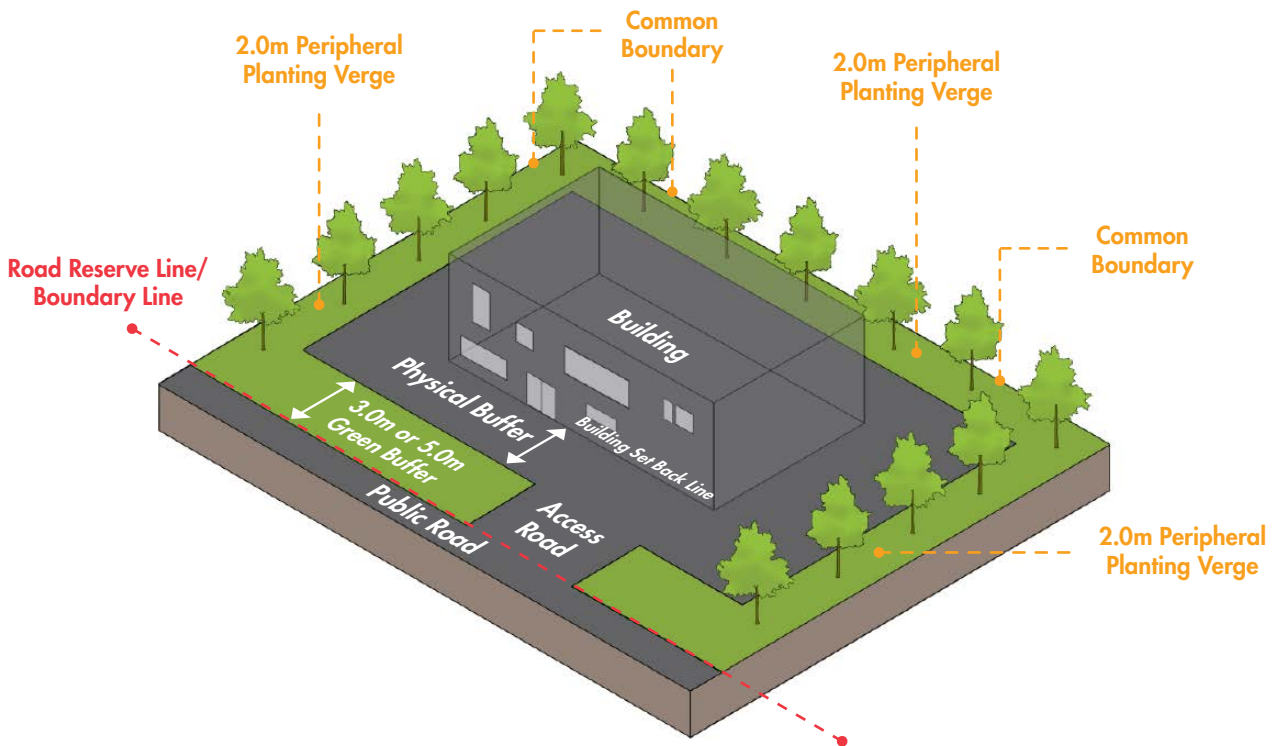 Common
Boundary
2.0m Peripheral
Planting Verge
2.0m Peripheral
Planting Verge
Common
Boundary
Road Reserve Line/
Boundary Line
Building
Physical Buffer
3.0m or 5.0m
Green Buffer
Building Set Back Line
Public Road
Access
Road
2.0m Peripheral
Planting Verge